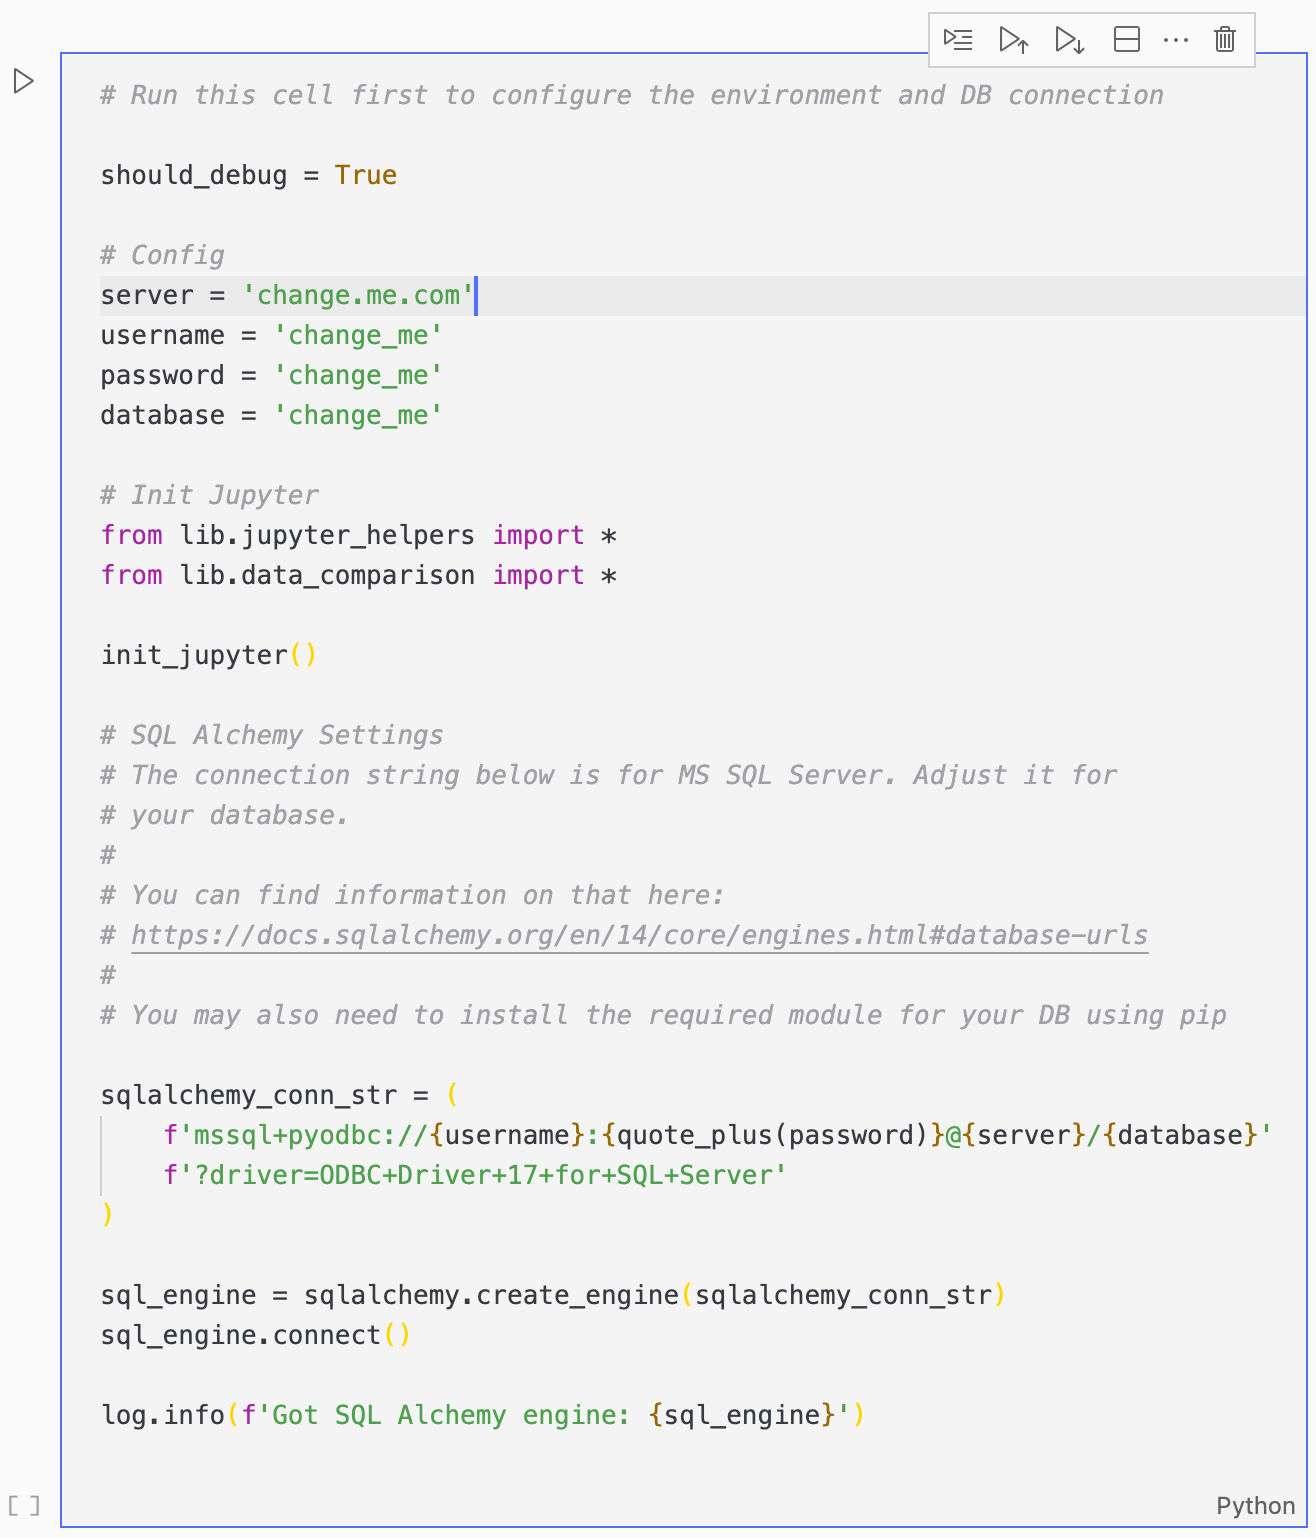 # Run this cell first to configure the environment and DB connection
should_debug = True
# Config
server = 'change.me.com'
username = 'change_me'
password = 'change_me'
database = 'change_me'
# Init Jupyter
from lib.jupyter_helpers import *
from lib.data_comparison import *
init_jupyter()
# SQL Alchemy Settings
# The connection string below is for MS SQL Server. Adjust it for
# your database.
#
# You can find information on that here:
# https://docs.sqlalchemy.org/en/14/core/engines.html#database-urls
#
# You may also need to install the required module for your DB using pip
sqlalchemy_conn_str = (
    f'mssql+pyodbc://{username}:{quote_plus(password)}@{server}/{database}'
    f'?driver=ODBC+Driver+17+for+SQL+Server'
)
sql_engine = sqlalchemy.create_engine(sqlalchemy_conn_str)
sql_engine.connect()
log.info(f'Got SQL Alchemy engine: {sql_engine}')
[ ]
Python